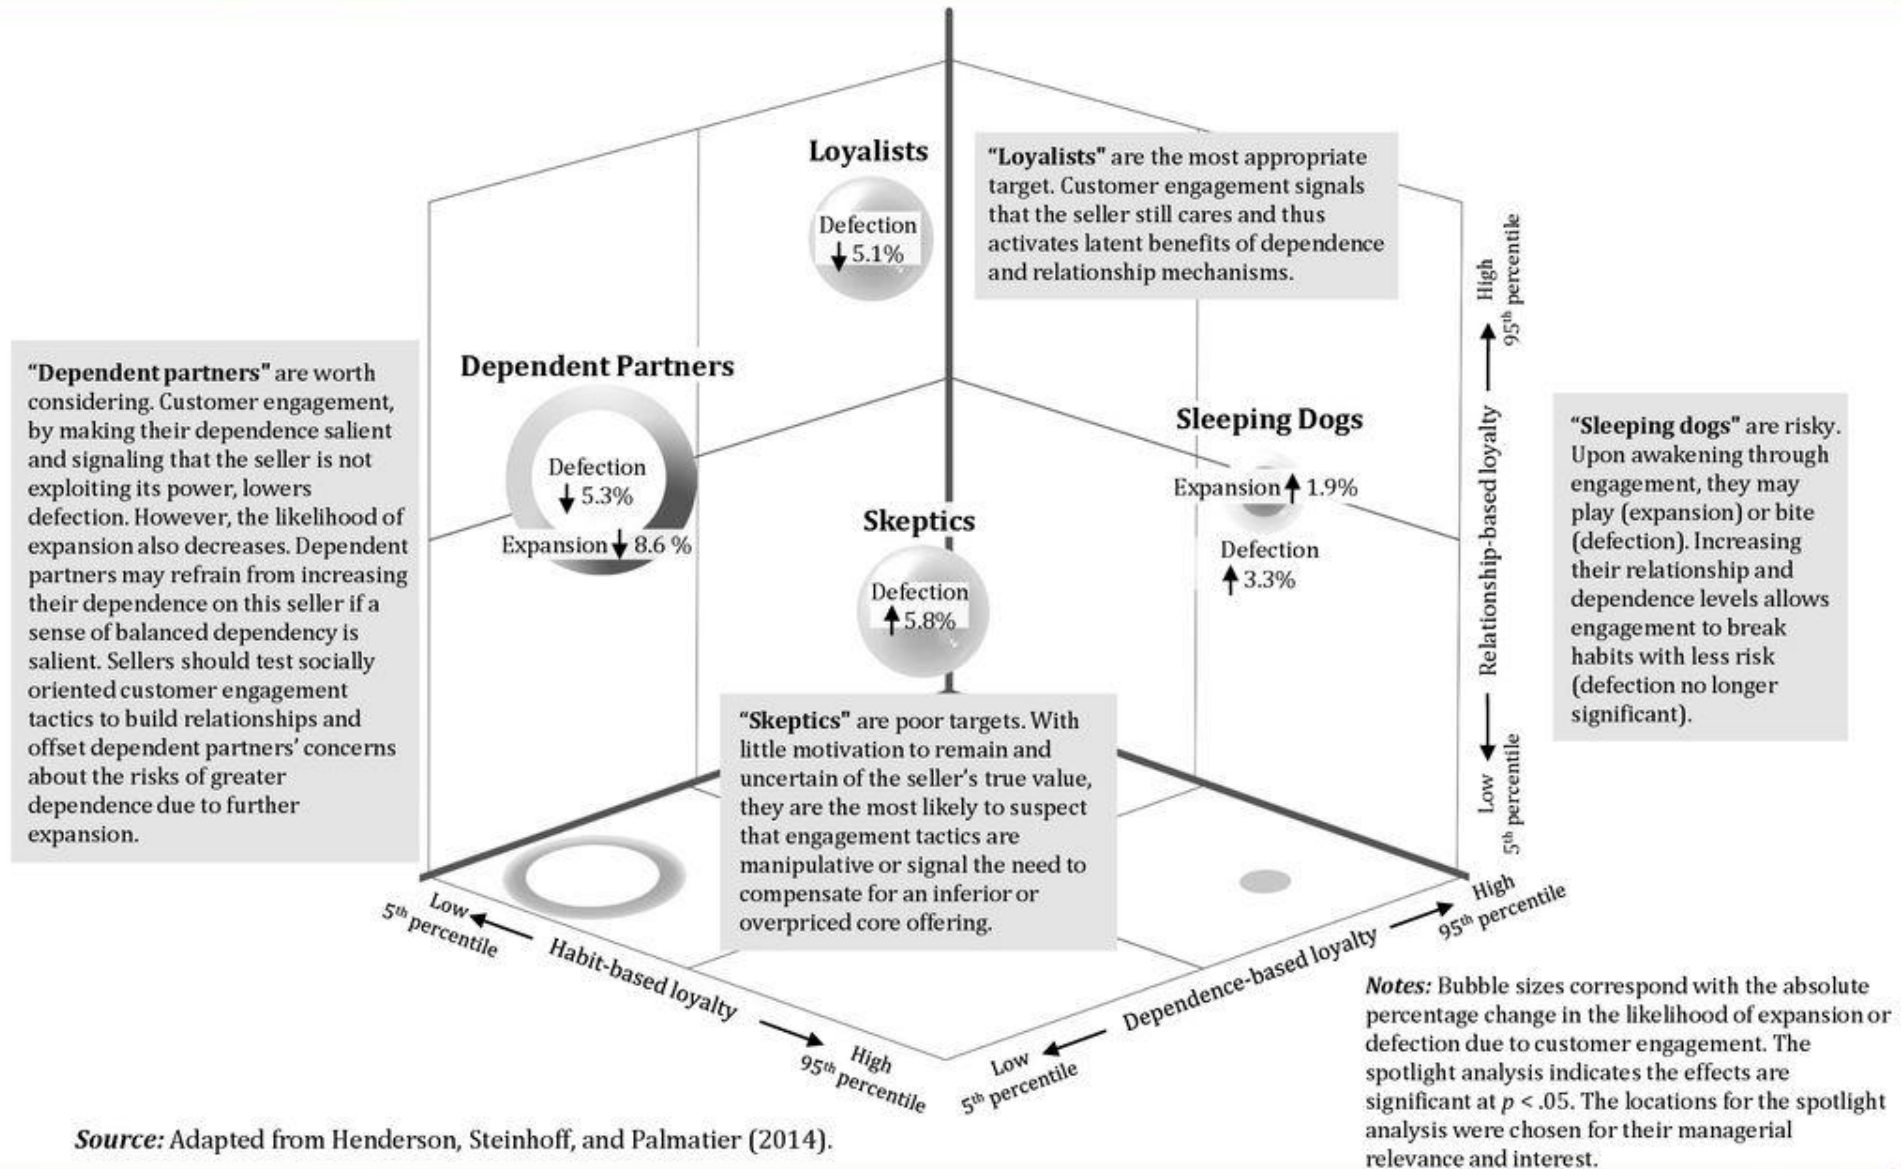 Loyalists
Defection
↓ 5.1%
“Loyalists" are the most appropriate
target. Customer engagement signals
that the seller still cares and thus
activates latent benefits of dependence
and relationship mechanisms.
“Dependent partners" are worth
considering. Customer engagement,
by making their dependence salient
and signaling that the seller is not
exploiting its power, lowers
defection. However, the likelihood of
expansion also decreases. Dependent
partners may refrain from increasing
their dependence on this seller if a
sense of balanced dependency is
salient. Sellers should test socially
oriented customer engagement
tactics to build relationships and
offset dependent partners’ concerns
about the risks of greater
dependence due to further
expansion.
Dependent Partners
Defection
↓ 5.3%
Expansion ↓ 8.6 %
Skeptics
Defection
↑ 5.8%
“Skeptics" are poor targets. With
little motivation to remain and
uncertain of the seller’s true value,
they are the most likely to suspect
that engagement tactics are
manipulative or signal the need to
compensate for an inferior or
overpriced core offering.
Sleeping Dogs
Expansion ↑ 1.9%
Defection
↑ 3.3%
High
95th percentile
Relationship-based loyalty
Low
5th percentile
“Sleeping dogs" are risky.
Upon awakening through
engagement, they may
play (expansion) or bite
(defection). Increasing
their relationship and
dependence levels allows
engagement to break
habits with less risk
(defection no longer
significant).
Low
5th percentile
Habit-based loyalty
High
95th percentile
Low
5th percentile
Dependence-based loyalty
High
95th percentile
Notes: Bubble sizes correspond with the absolute
percentage change in the likelihood of expansion or
defection due to customer engagement. The
spotlight analysis indicates the effects are
significant at p < .05. The locations for the spotlight
analysis were chosen for their managerial
relevance and interest.
Source: Adapted from Henderson, Steinhoff, and Palmatier (2014).